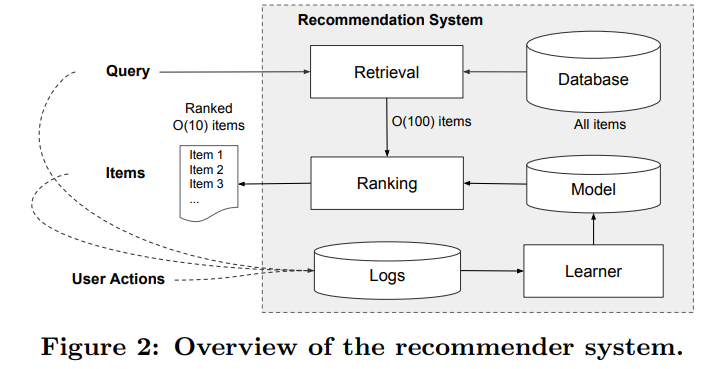 Recommendation System
Query
Retrieval
Database
Ranked
O(10) items
O(100) items
All items
Items
Item 1
Item 2
Item 3
...
Ranking
Model
User Actions
Logs
Learner
Figure 2: Overview of the recommender system.